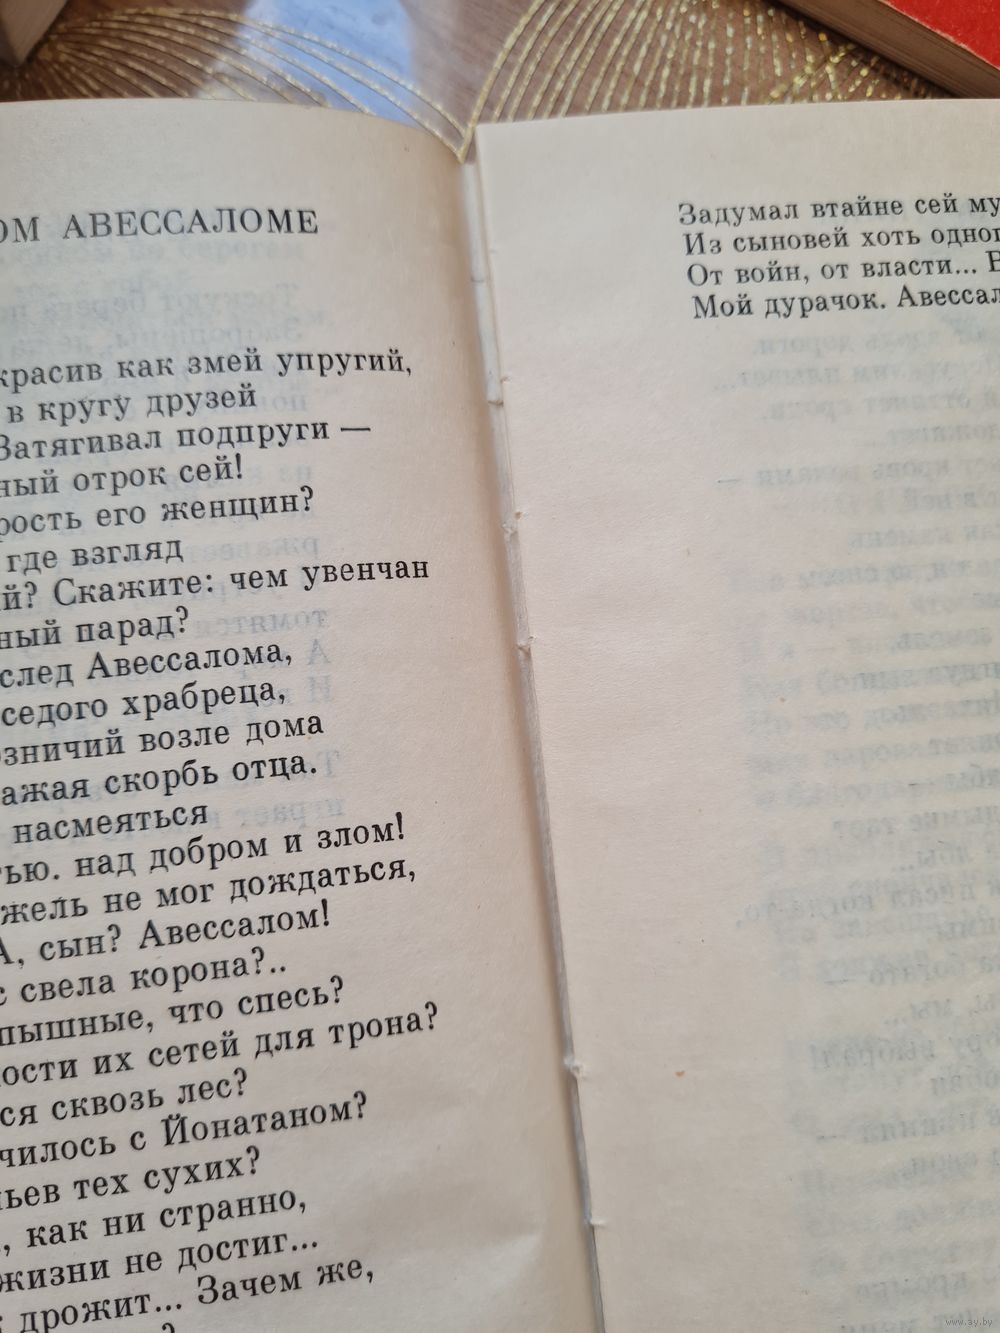 АВЕССАЛОМЕ
красив как змей упругий,
в кругу друзей
Затягивал подпруги —
ный отрок сей!
рость его женщин?
где взгляд
й? Скажите: чем увенчан
ный парад?
след Авессалома,
седого храбреца,
зничий возле дома
ажая скорбь отца.
насмеяться
тью. над добром и злом!
жель не мог дождаться,
А, сын? Авессалом!
с свела корона?..
пышные, что спесь?
ости их сетей для трона?
ся сквозь лес?
чилось с Йонатаном?
ьев тех сухих?
, как ни странно,
жизни не достиг...
дрожит... Зачем же,
?
Задумал втайне сей му
Из сыновей хоть одног
От войн, от власти... В
Мой дурачок. Авессал
www.ay.by